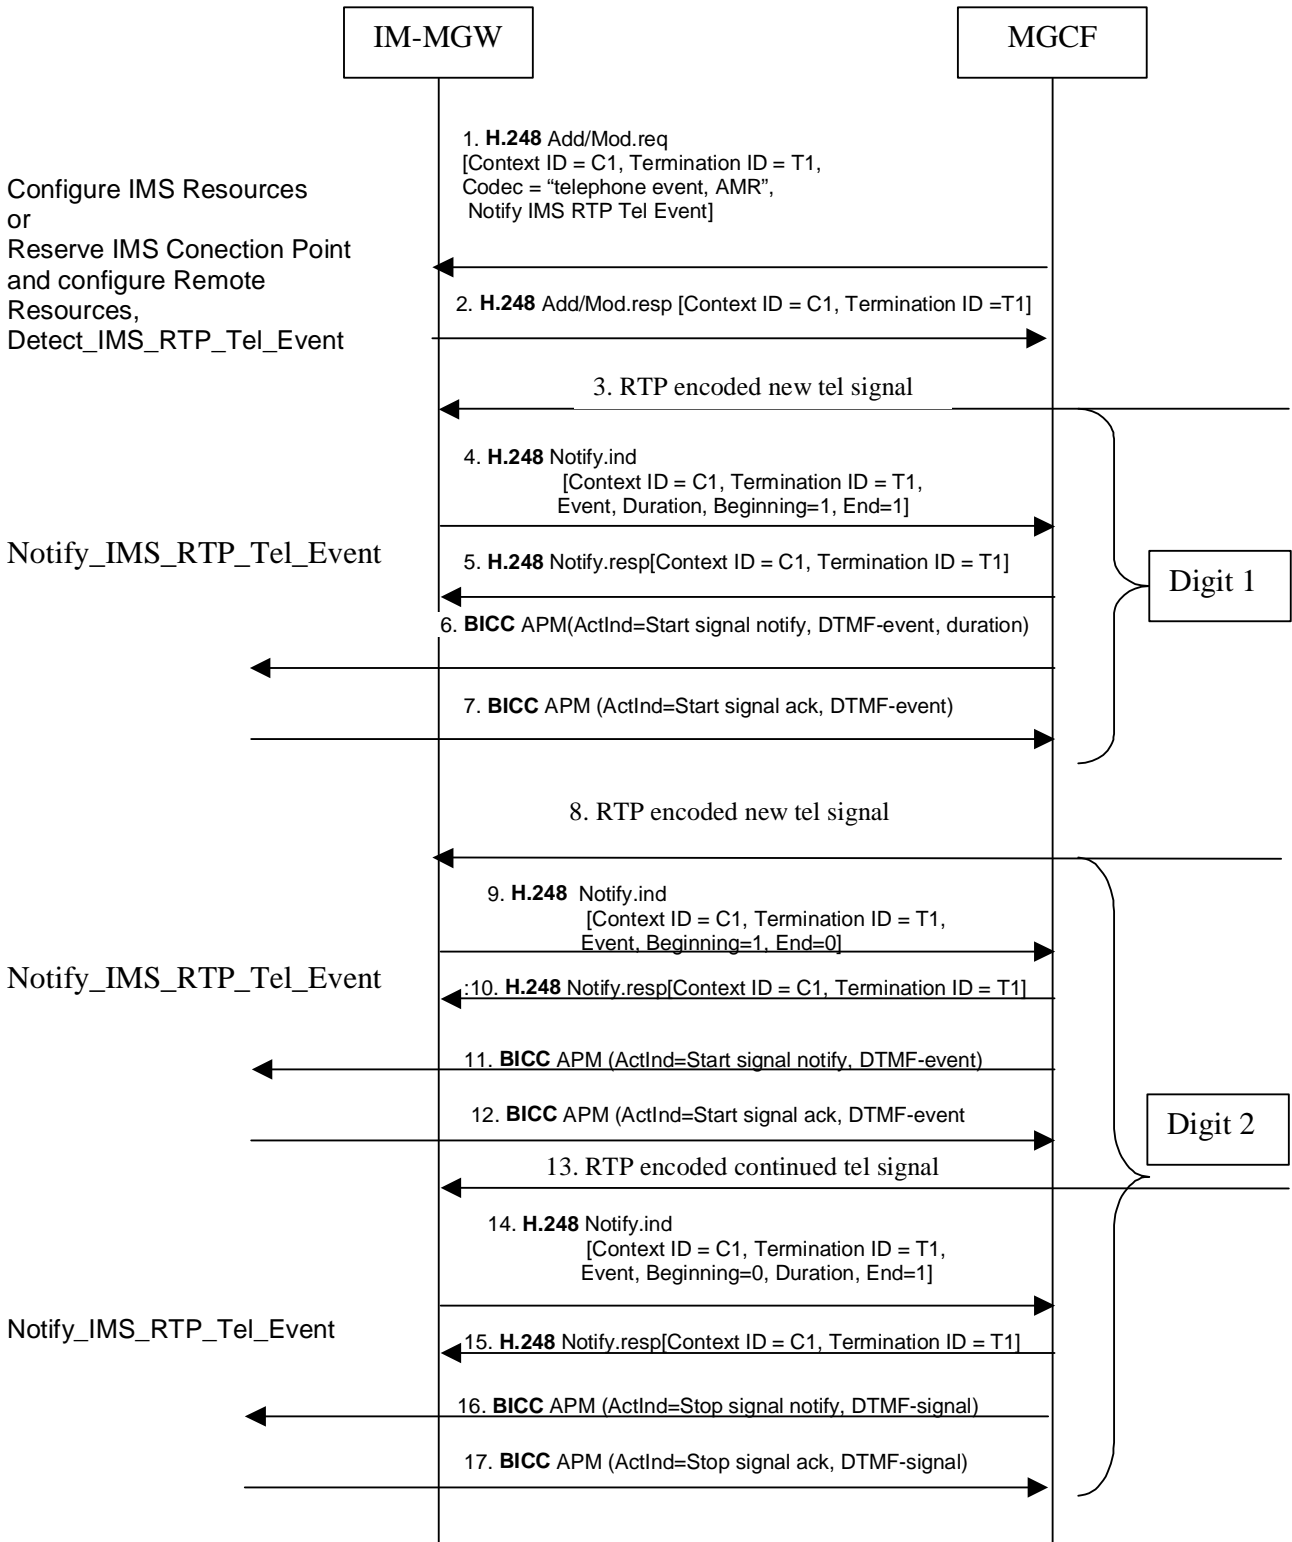 IM-MGW
MGCF
1. H.248 Add/Mod.req
[Context ID = C1, Termination ID = T1,
Codec = “telephone event, AMR”,
Notify IMS RTP Tel Event]
Configure IMS Resources
or
Reserve IMS Conection Point
and configure Remote
Resources,
Detect_IMS_RTP_Tel_Event
2. H.248 Add/Mod.resp [Context ID = C1, Termination ID =T1]
3. RTP encoded new tel signal
4. H.248 Notify.ind
[Context ID = C1, Termination ID = T1,
Event, Duration, Beginning=1, End=1]
Notify_IMS_RTP_Tel_Event
5. H.248 Notify.resp[Context ID = C1, Termination ID = T1]
Digit 1
6. BICC APM(ActInd=Start signal notify, DTMF-event, duration)
7. BICC APM (ActInd=Start signal ack, DTMF-event)
8. RTP encoded new tel signal
9. H.248 Notify.ind
[Context ID = C1, Termination ID = T1,
Event, Beginning=1, End=0]
Notify_IMS_RTP_Tel_Event
:10. H.248 Notify.resp[Context ID = C1, Termination ID = T1]
11. BICC APM (ActInd=Start signal notify, DTMF-event)
12. BICC APM (ActInd=Start signal ack, DTMF-event
Digit 2
13. RTP encoded continued tel signal
14. H.248 Notify.ind
[Context ID = C1, Termination ID = T1,
Event, Beginning=0, Duration, End=1]
Notify_IMS_RTP_Tel_Event
15. H.248 Notify.resp[Context ID = C1, Termination ID = T1]
16. BICC APM (ActInd=Stop signal notify, DTMF-signal)
17. BICC APM (ActInd=Stop signal ack, DTMF-signal)